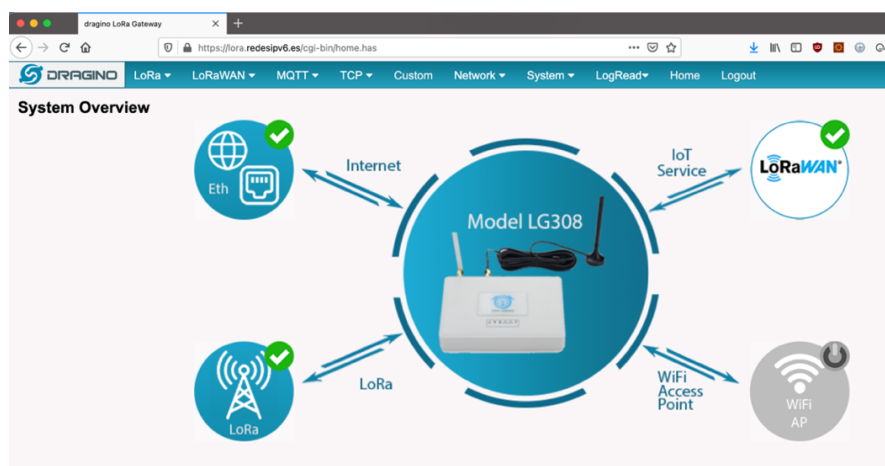 dragino LoRa Gateway
https://lora.redesipv6.es/cgi-bin/home.has
DRAGINO LoRa LoRaWAN MQTT TCP Custom Network System LogRead Home Logout
System Overview
Eth
Internet
IoT
Service
LoRaWAN®
Model LG308
LoRa
LoRa
WiFi
Access
Point
WiFi
AP